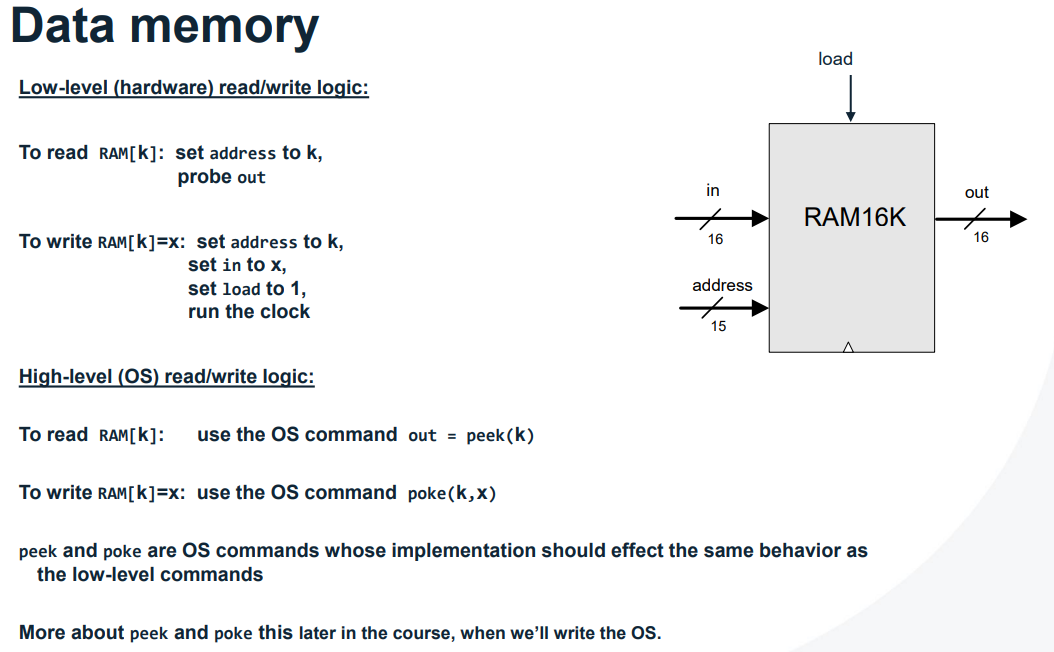 Data memory
Low-level (hardware) read/write logic:
To read RAM[k]: set address to k,
probe out
To write RAM[k]=x: set address to k,
set in to x,
set load to 1,
run the clock
High-level (OS) read/write logic:
To read RAM[k]: use the OS command out = peek(k)
To write RAM[k]=x: use the OS command poke(k,x)
peek and poke are OS commands whose implementation should effect the same behavior as
the low-level commands
More about peek and poke this later in the course, when we’ll write the OS.
load
in
16
address
15
RAM16K
out
16